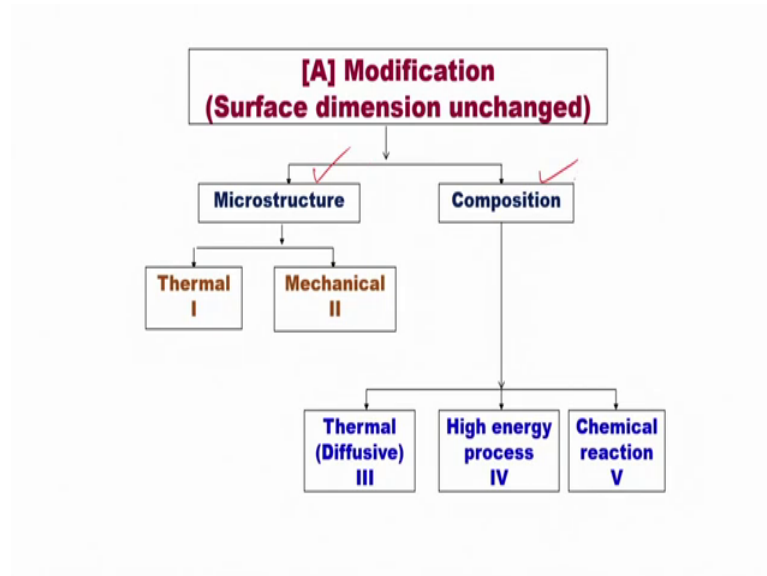 [A] Modification
(Surface dimension unchanged)
Microstructure
Composition
Thermal
I
Mechanical
II
Thermal
(Diffusive)
III
High energy
process
IV
Chemical
reaction
V